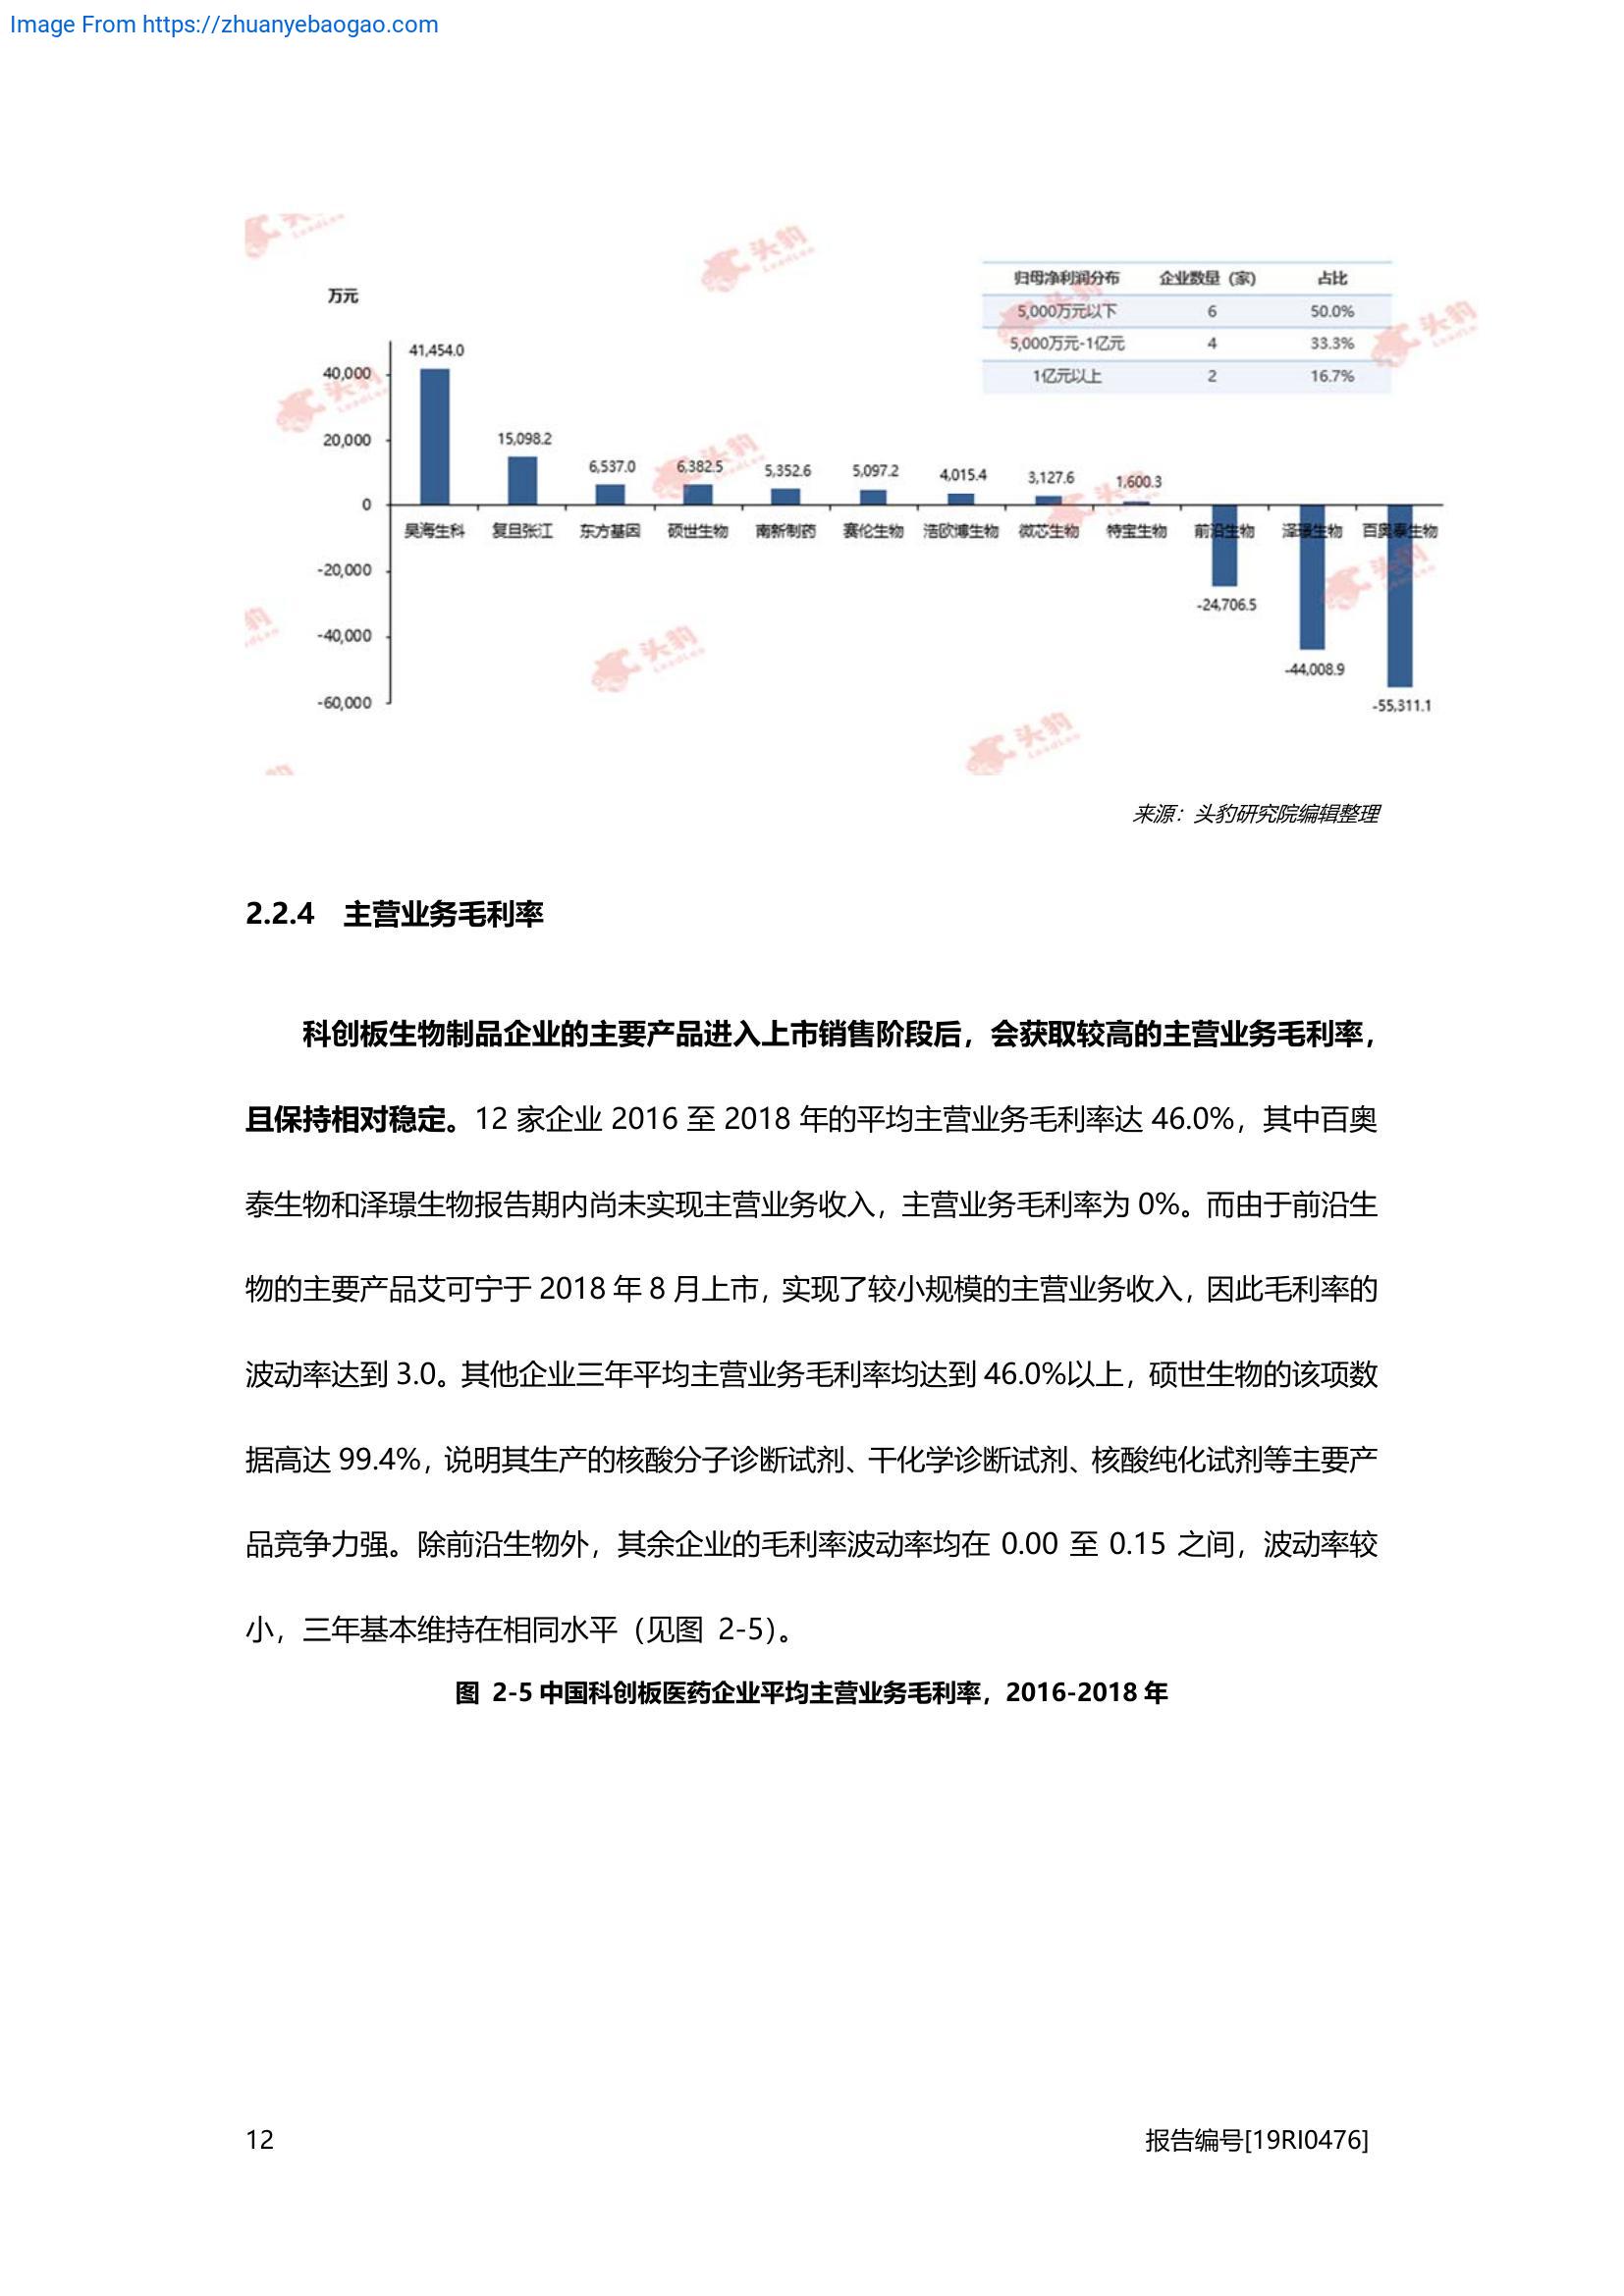 Image From https://zhuanyebaogao.com
头豹
LeadLeo
归母净利润分布 企业数量（家） 占比
5,000万元以下 6 50.0%
5,000万元-1亿元 4 33.3%
1亿元以上 2 16.7%
万元
41,454.0
40,000
20,000
15,098.2
6,537.0
6,382.5
5,352.6
5,097.2
4,015.4
3,127.6
1,600.3
0
昊海生科 复旦张江 东方基因 硕世生物 南新制药 赛伦生物 浩欧博生物 微芯生物 特宝生物 前沿生物 泽璟生物 百奥泰生物
-20,000
-24,706.5
-40,000
-44,008.9
-60,000
-55,311.1
来源：头豹研究院编辑整理
2.2.4 主营业务毛利率
科创板生物制品企业的主要产品进入上市销售阶段后，会获取较高的主营业务毛利率，
且保持相对稳定。12 家企业 2016 至 2018 年的平均主营业务毛利率达 46.0%，其中百奥
泰生物和泽璟生物报告期内尚未实现主营业务收入，主营业务毛利率为 0%。而由于前沿生
物的主要产品艾可宁于 2018 年 8 月上市，实现了较小规模的主营业务收入，因此毛利率的
波动率达到 3.0。其他企业三年平均主营业务毛利率均达到 46.0%以上，硕世生物的该项数
据高达 99.4%，说明其生产的核酸分子诊断试剂、干化学诊断试剂、核酸纯化试剂等主要产
品竞争力强。除前沿生物外，其余企业的毛利率波动率均在 0.00 至 0.15 之间，波动率较
小，三年基本维持在相同水平（见图 2-5）。
图 2-5 中国科创板医药企业平均主营业务毛利率，2016-2018 年
12
报告编号[19RI0476]